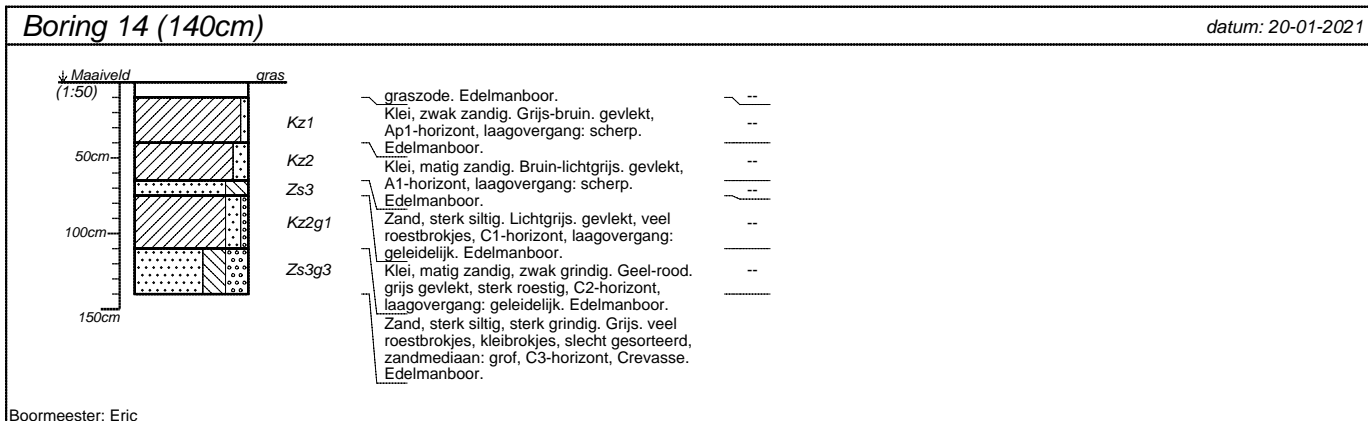 Boring 14 (140cm)
datum: 20-01-2021
Maaiveld
gras
(1:50)
50cm
100cm
150cm
Kz1
Kz2
Zs3
Kz2g1
Zs3g3
graszode. Edelmanboor.
Klei, zwak zandig. Grijs-bruin. gevlekt,
Ap1-horizont, laagovergang: scherp.
Edelmanboor.
Klei, matig zandig. Bruin-lichtgrijs. gevlekt,
A1-horizont, laagovergang: scherp.
Edelmanboor.
Zand, sterk siltig. Lichtgrijs. gevlekt, veel
roestbrokjes, C1-horizont, laagovergang:
geleidelijk. Edelmanboor.
Klei, matig zandig, zwak grindig. Geel-rood.
grijs gevlekt, sterk roestig, C2-horizont,
laagovergang: geleidelijk. Edelmanboor.
Zand, sterk siltig, sterk grindig. Grijs. veel
roestbrokjes, kleibrokjes, slecht gesorteerd,
zandmediaan: grof, C3-horizont, Crevasse.
Edelmanboor.
--
--
--
--
--
--
Boormeester: Eric